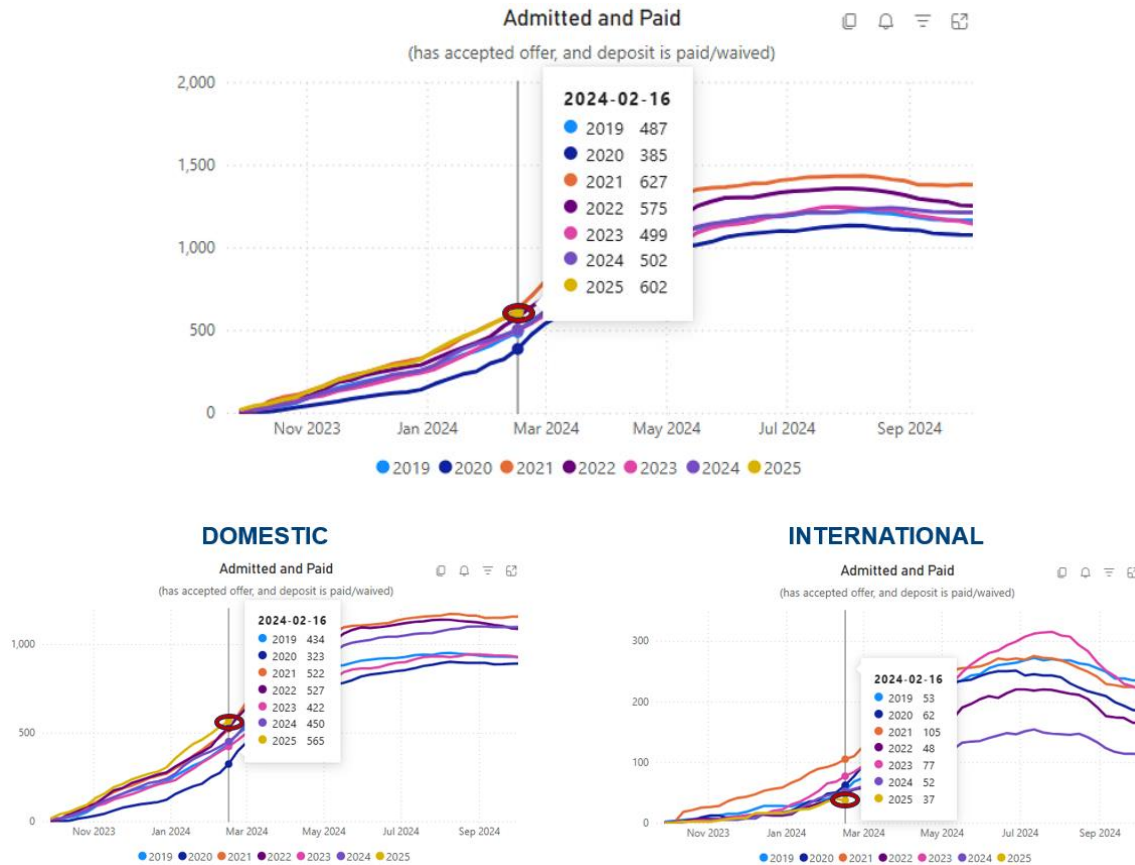 Admitted and Paid
(has accepted offer, and deposit is paid/waived)
2,000
1,500
1,000
500
0
2024-02-16
2019 487
2020 385
2021 627
2022 575
2023 499
2024 502
2025 602
Nov 2023 Jan 2024 Mar 2024 May 2024 Jul 2024 Sep 2024
2019 2020 2021 2022 2023 2024 2025
DOMESTIC
Admitted and Paid
(has accepted offer, and deposit is paid/waived)
1,000
500
0
2024-02-16
2019 434
2020 323
2021 522
2022 527
2023 422
2024 450
2025 565
Nov 2023 Jan 2024 Mar 2024 May 2024 Jul 2024 Sep 2024
2019 2020 2021 2022 2023 2024 2025
INTERNATIONAL
Admitted and Paid
(has accepted offer, and deposit is paid/waived)
300
200
100
0
2024-02-16
2019 53
2020 62
2021 105
2022 48
2023 77
2024 52
2025 37
Nov 2023 Jan 2024 Mar 2024 May 2024 Jul 2024 Sep 2024
2019 2020 2021 2022 2023 2024 2025